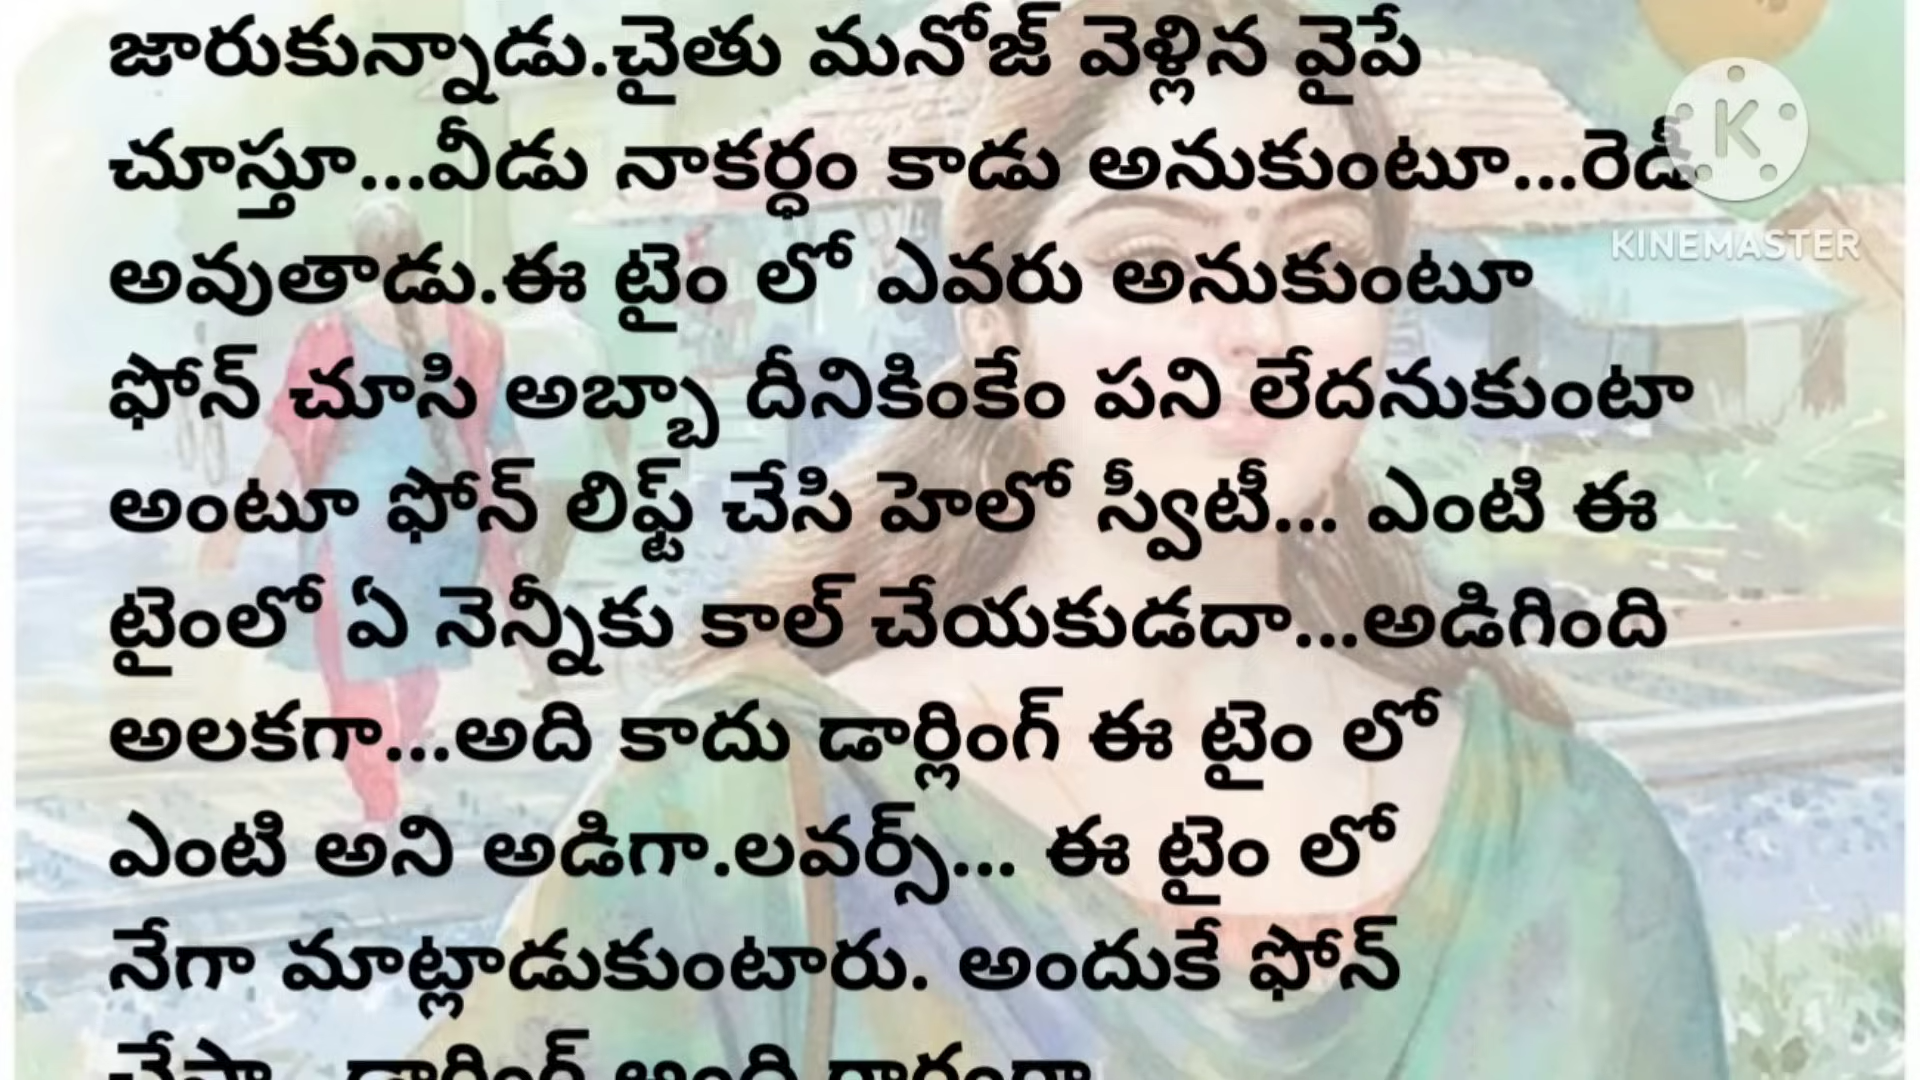 జారుకున్నాడు.చైతు మనోజ్ వెళ్లిన వైపే
చూస్తూ...వీడు నాకర్ధం కాడు అనుకుంటూ...రెడీ
అవుతాడు.ఈ టైం లో ఎవరు అనుకుంటూ
ఫోన్ చూసి అబ్బా దీనికింకేం పని లేదనుకుంటా
అంటూ ఫోన్ లిఫ్ట్ చేసి హెలో స్వీటీ... ఎంటి ఈ
టైంలో ఏ నెన్నీకు కాల్ చేయకుడదా...అడిగింది
అలకగా...అది కాదు డార్లింగ్ ఈ టైం లో
ఎంటి అని అడిగా.లవర్స్... ఈ టైం లో
నేగా మాట్లాడుకుంటారు. అందుకే ఫోన్
K
KINEMASTER